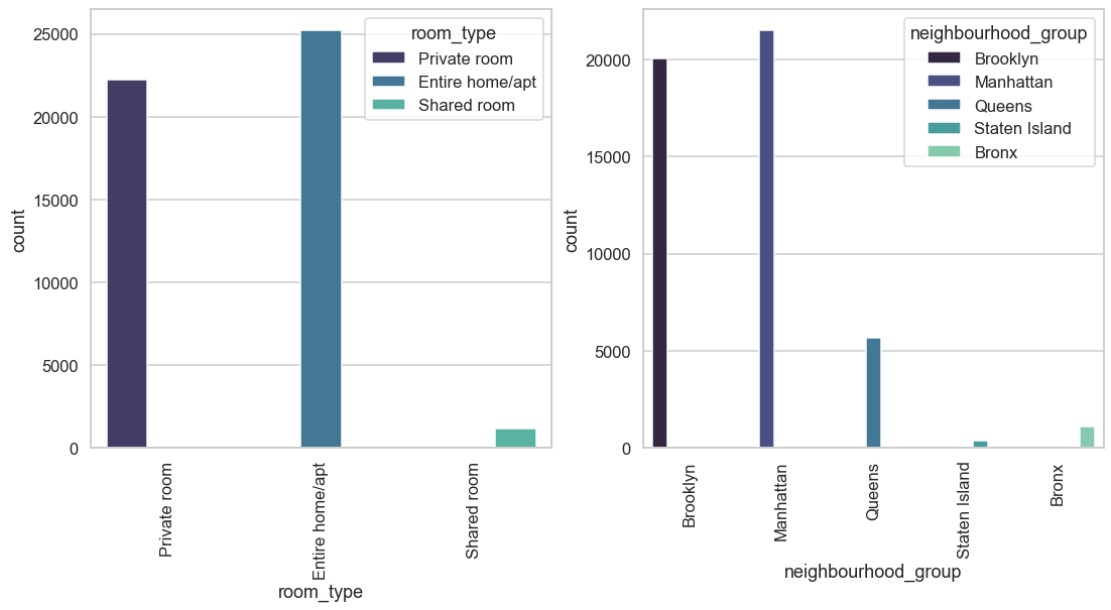 room_type
Private room
Entire home/apt
Shared room
25000
20000
15000
10000
5000
0
count
Private room
Entire home/apt
Shared room
room_type
neighbourhood_group
Brooklyn
Manhattan
Queens
Staten Island
Bronx
20000
15000
10000
5000
0
count
Brooklyn
Manhattan
Queens
Staten Island
Bronx
neighbourhood_group